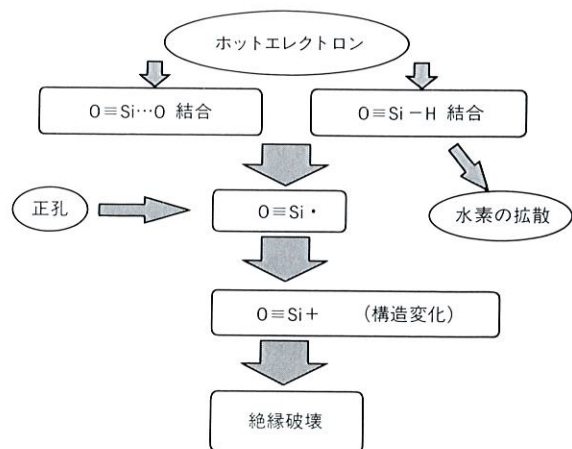 ホットエレクトロン
O≡Si…O 結合
O≡Si－H 結合
正孔
O≡Si・
水素の拡散
O≡Si＋　（構造変化）
絶縁破壊